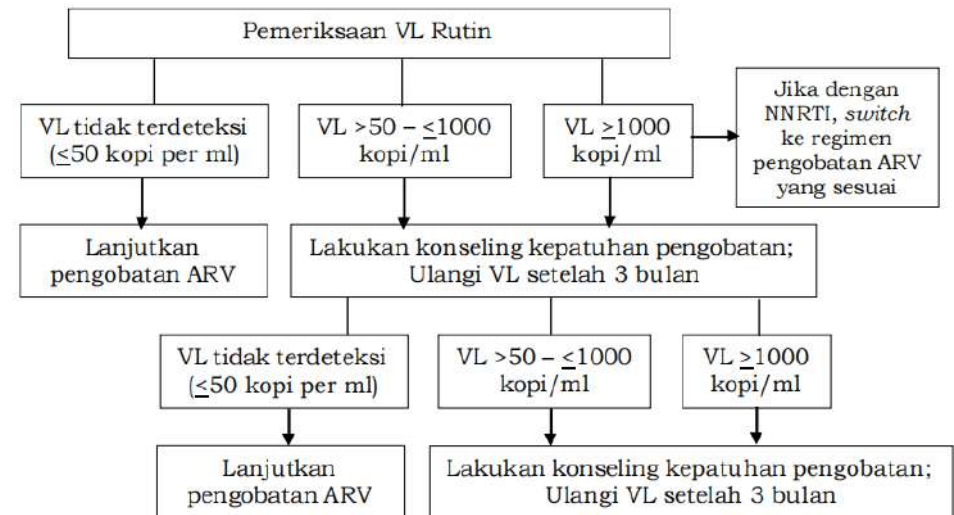 Pemeriksaan VL Rutin
VL tidak terdeteksi
(≤50 kopi per ml)
VL >50 – ≤1000
kopi/ml
VL ≥1000
kopi/ml
Jika dengan
NNRTI, switch
ke regimen
pengobatan ARV
yang sesuai
Lanjutkan
pengobatan ARV
Lakukan konseling kepatuhan pengobatan;
Ulangi VL setelah 3 bulan
VL tidak terdeteksi
(≤50 kopi per ml)
VL >50 – ≤1000
kopi/ml
VL ≥1000
kopi/ml
Lanjutkan
pengobatan ARV
Lakukan konseling kepatuhan pengobatan;
Ulangi VL setelah 3 bulan